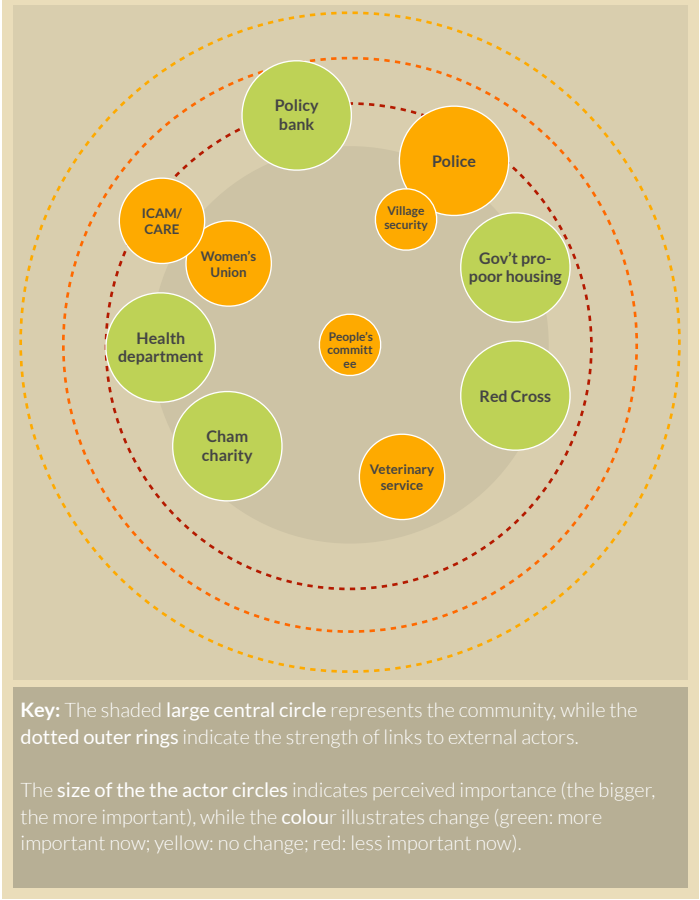 Policy
bank
Police
ICAM/
CARE
Village
security
Women's
Union
Gov't pro-
poor housing
Health
department
People's
committ
ee
Red Cross
Cham
charity
Veterinary
service
Key: The shaded large central circle represents the community, while the
dotted outer rings indicate the strength of links to external actors.
The size of the the actor circles indicates perceived importance (the bigger,
the more important), while the colour illustrates change (green: more
important now; yellow: no change; red: less important now).